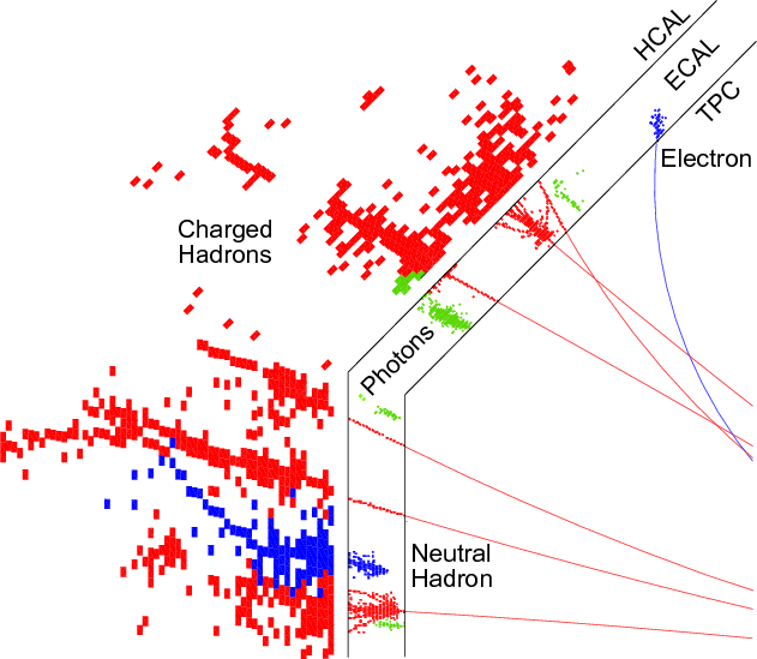 HCAL
ECAL
TPC
Electron
Charged
Hadrons
Photons
Neutral
Hadron